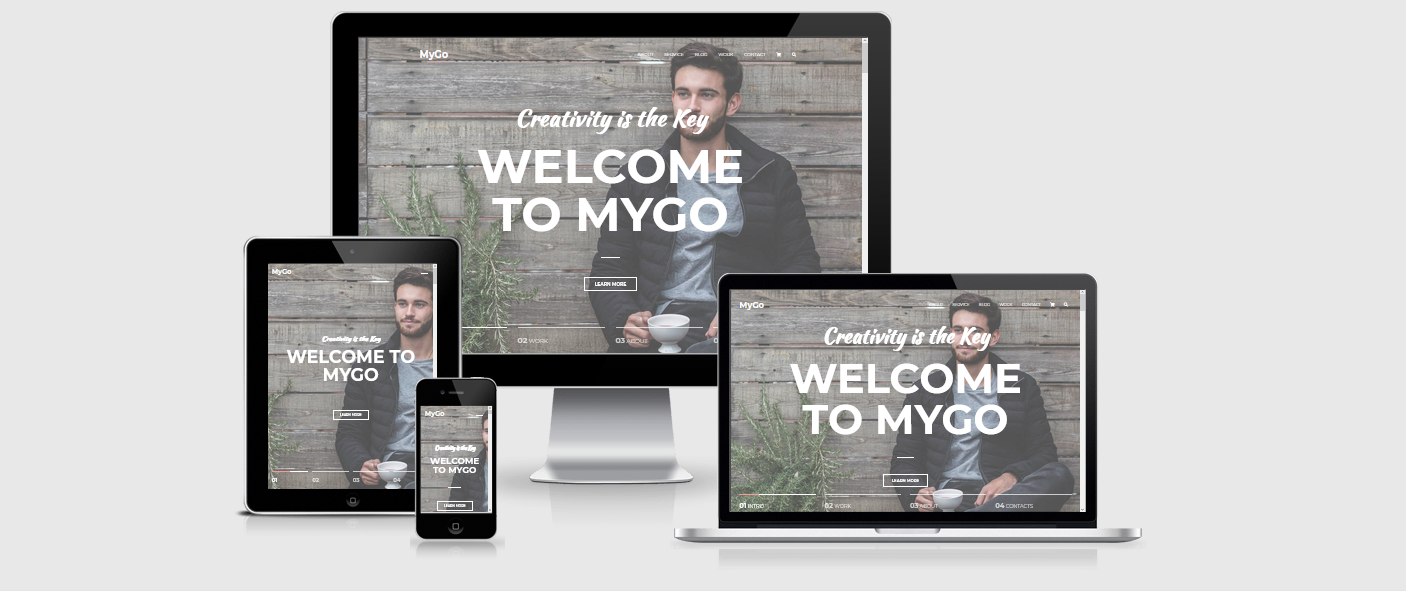 MyGo
ABOUT SERVICE BLOG WORK CONTACT
Creativity is the Key
WELCOME
TO MYGO
LEARN MORE
02 WORK 03 ABOUT
MyGo
Creativity is the Key
WELCOME TO
MYGO
LEARN MORE
01 02 03 04
MyGo
Creativity is the Key
WELCOME
TO MYGO
LEARN MORE
MyGo
SERVICE BLOG WORK CONTACT
Creativity is the Key
WELCOME
TO MYGO
LEARN MORE
01 INTRO 02 WORK 03 ABOUT 04 CONTACTS